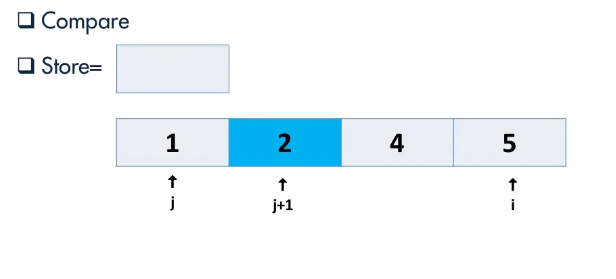 ❑ Compare
❑ Store=
1 2 4 5
j j+1 i